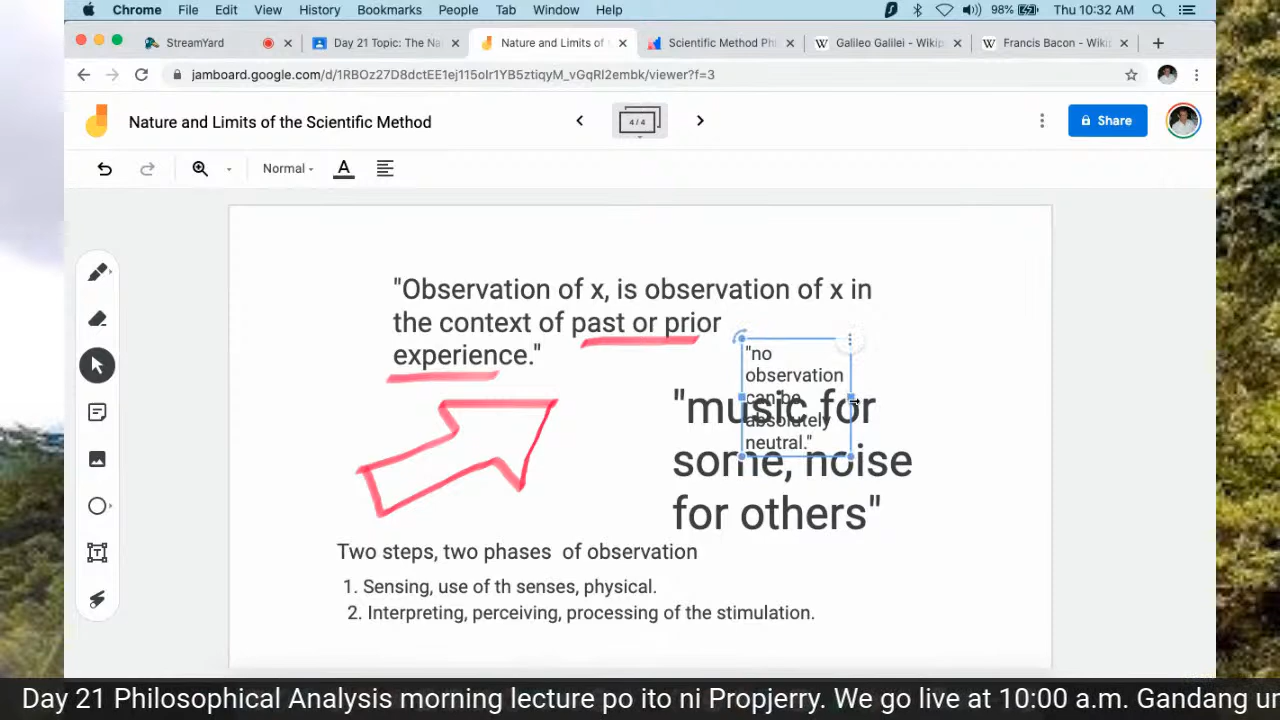 Chrome File Edit View History Bookmarks People Tab Window Help 98% Thu 10:32 AM
StreamYard
Day 21 Topic: The Na
Nature and Limits of
Scientific Method Phi
Galileo Galilei - Wikip
Francis Bacon - Wiki
jamboard.google.com/d/1RBOz27D8dctEE1ej115oIr1YB5ztiqyM_vGqRI2embk/viewer?f=3
Nature and Limits of the Scientific Method
4/4
Share
Normal
A
"Observation of x, is observation of x in
the context of past or prior
experience."
"no
observation
can be
absolutely
neutral."
"music for
some, noise
for others"
Two steps, two phases of observation
1. Sensing, use of th senses, physical.
2. Interpreting, perceiving, processing of the stimulation.
Day 21 Philosophical Analysis morning lecture po ito ni Propjerry. We go live at 10:00 a.m. Gandang